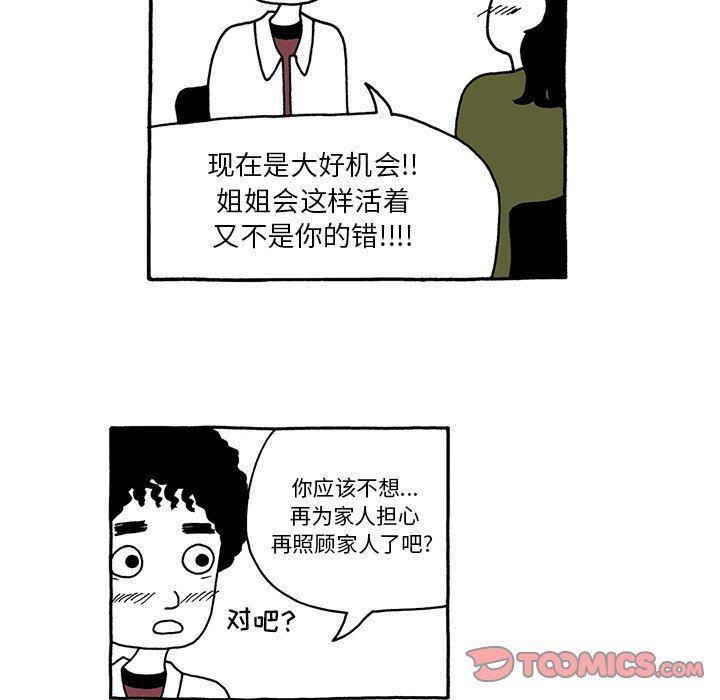 现在是大好机会!!
姐姐会这样活着
又不是你的错!!!!
你应该不想...
再为家人担心
再照顾家人了吧?
对吧?
TOOMICS.COM